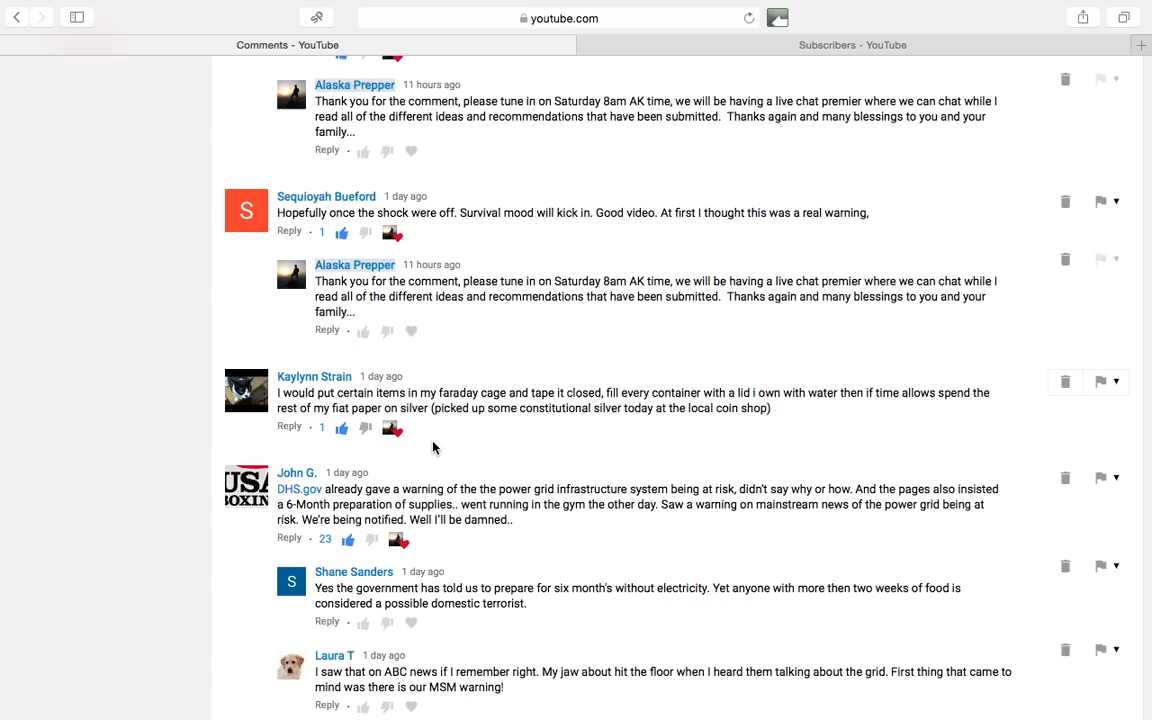 youtube.com
Comments - YouTube
Subscribers - YouTube
Alaska Prepper 11 hours ago
Thank you for the comment, please tune in on Saturday 8am AK time, we will be having a live chat premier where we can chat while I
read all of the different ideas and recommendations that have been submitted. Thanks again and many blessings to you and your
family...
Reply
S
Sequioyah Bueford 1 day ago
Hopefully once the shock were off. Survival mood will kick in. Good video. At first I thought this was a real warning,
Reply · 1
Alaska Prepper 11 hours ago
Thank you for the comment, please tune in on Saturday 8am AK time, we will be having a live chat premier where we can chat while I
read all of the different ideas and recommendations that have been submitted. Thanks again and many blessings to you and your
family...
Reply ·
Kaylynn Strain 1 day ago
I would put certain items in my faraday cage and tape it closed, fill every container with a lid i own with water then if time allows spend the
rest of my fiat paper on silver (picked up some constitutional silver today at the local coin shop)
Reply · 1
USA
BOXIN
John G. 1 day ago
DHS.gov already gave a warning of the the power grid infrastructure system being at risk, didn't say why or how. And the pages also insisted
a 6-Month preparation of supplies.. went running in the gym the other day. Saw a warning on mainstream news of the power grid being at
risk. We're being notified. Well I'll be damned..
Reply · 23
S
Shane Sanders 1 day ago
Yes the government has told us to prepare for six month's without electricity. Yet anyone with more then two weeks of food is
considered a possible domestic terrorist.
Reply ·
Laura T 1 day ago
I saw that on ABC news if I remember right. My jaw about hit the floor when I heard them talking about the grid. First thing that came to
mind was there is our MSM warning!
Reply ·